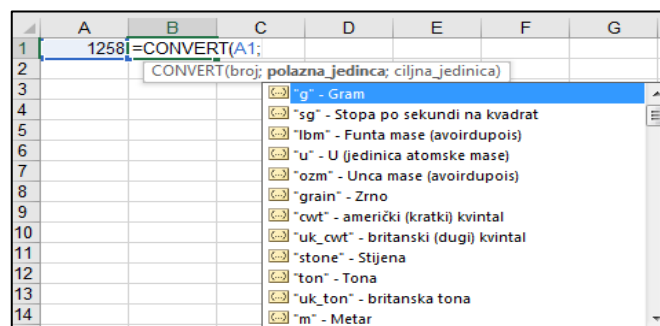 A B C D E F G
1 1258 =CONVERT(A1;
2 CONVERT(broj; polazna_jedinca; ciljna_jedinica)
3 "g" - Gram
4 "sg" - Stopa po sekundi na kvadrat
5 "lbm" - Funta mase (avoirdupois)
6 "u" - U (jedinica atomske mase)
7 "ozm" - Unca mase (avoirdupois)
8 "grain" - Zrno
9 "cwt" - američki (kratki) kvintal
10 "uk_cwt" - britanski (dugi) kvintal
11 "stone" - Stijena
12 "ton" - Tona
13 "uk_ton" - britanska tona
14 "m" - Metar